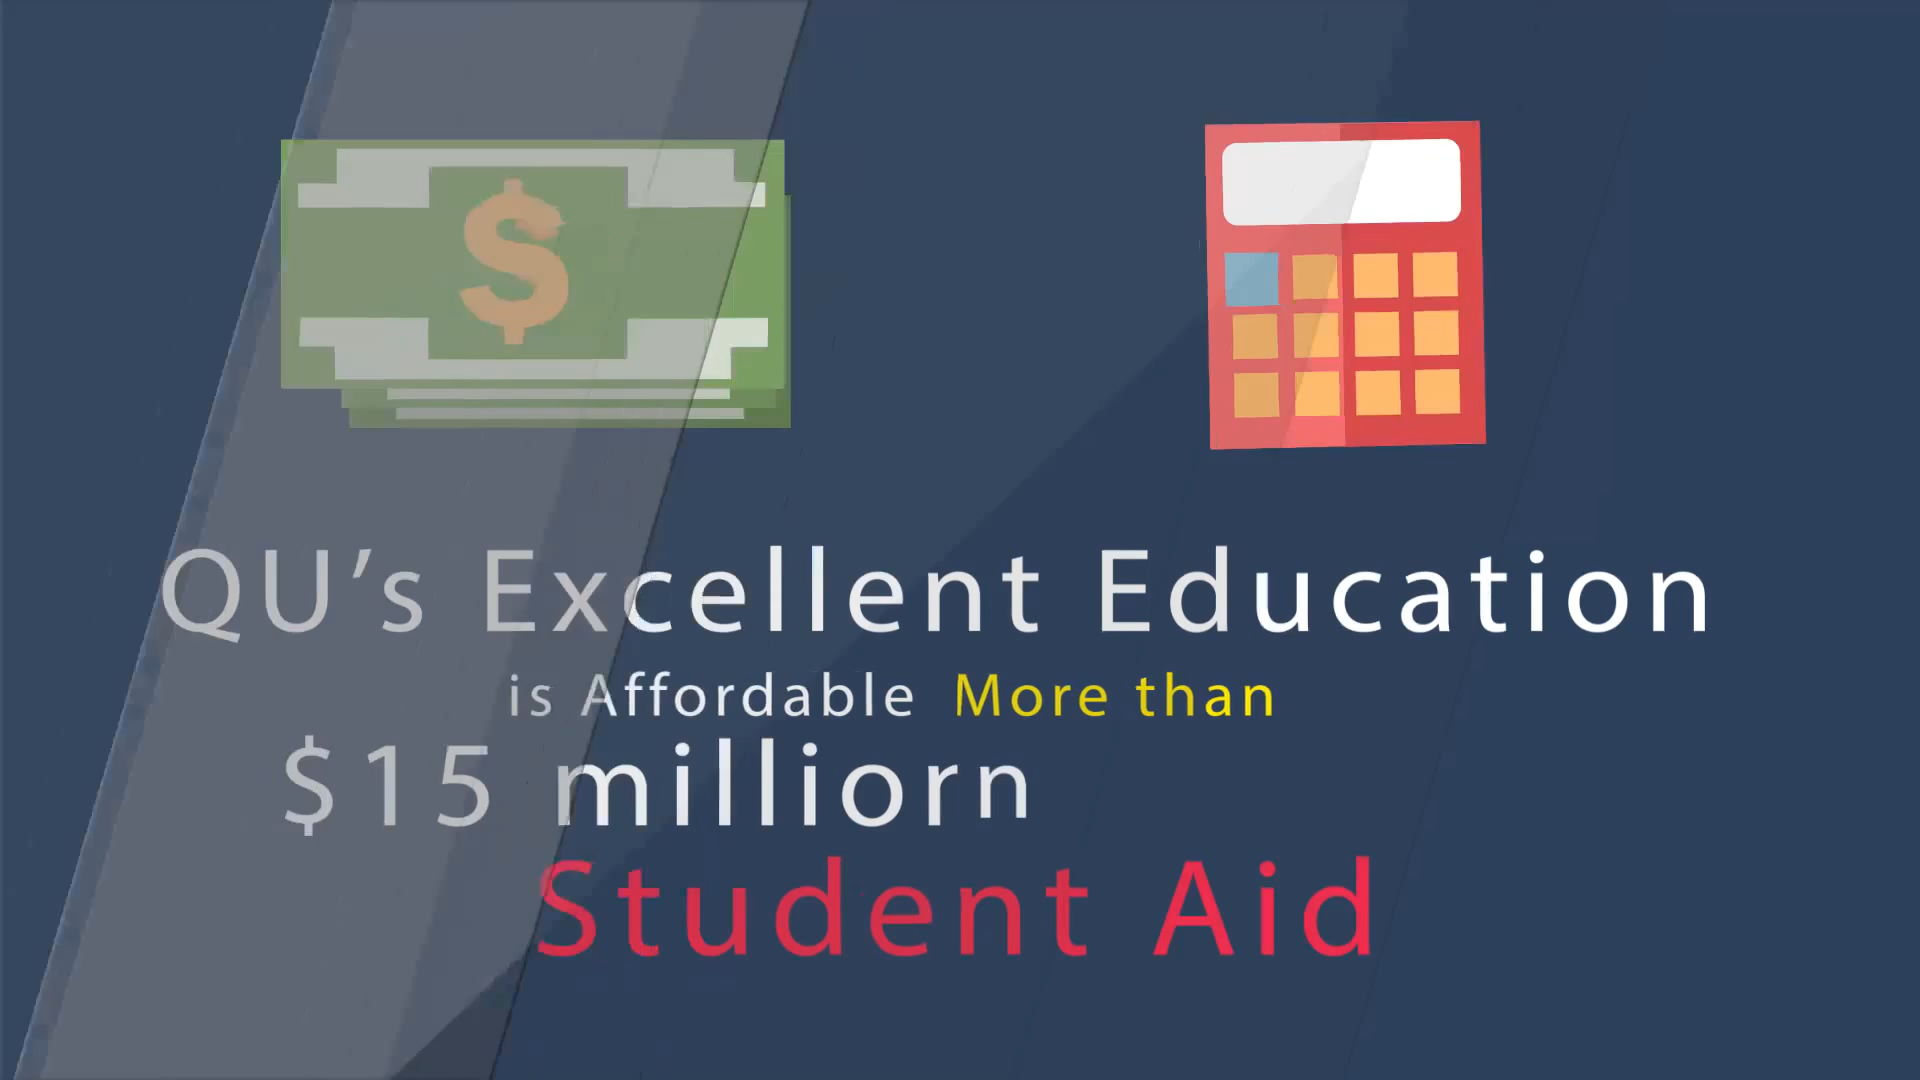 $
QU’s Excellent Education
is Affordable More than
$15 milliorn
Student Aid